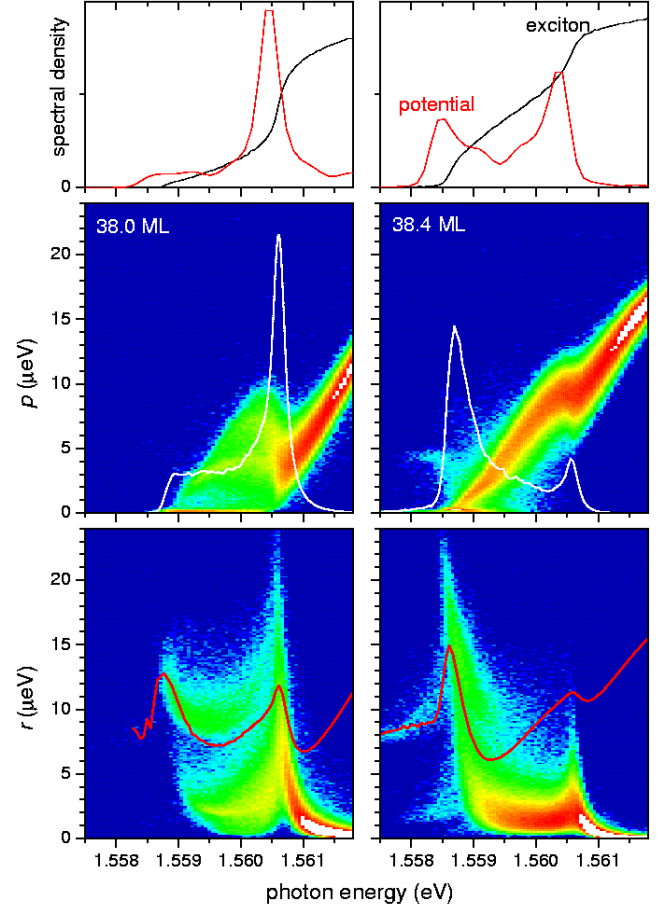 spectral density
exciton
potential
0
38.0 ML
38.4 ML
20
15
10
5
0
p (μeV)
20
15
10
5
0
r (μeV)
1.558 1.559 1.560 1.561
1.558 1.559 1.560 1.561
photon energy (eV)